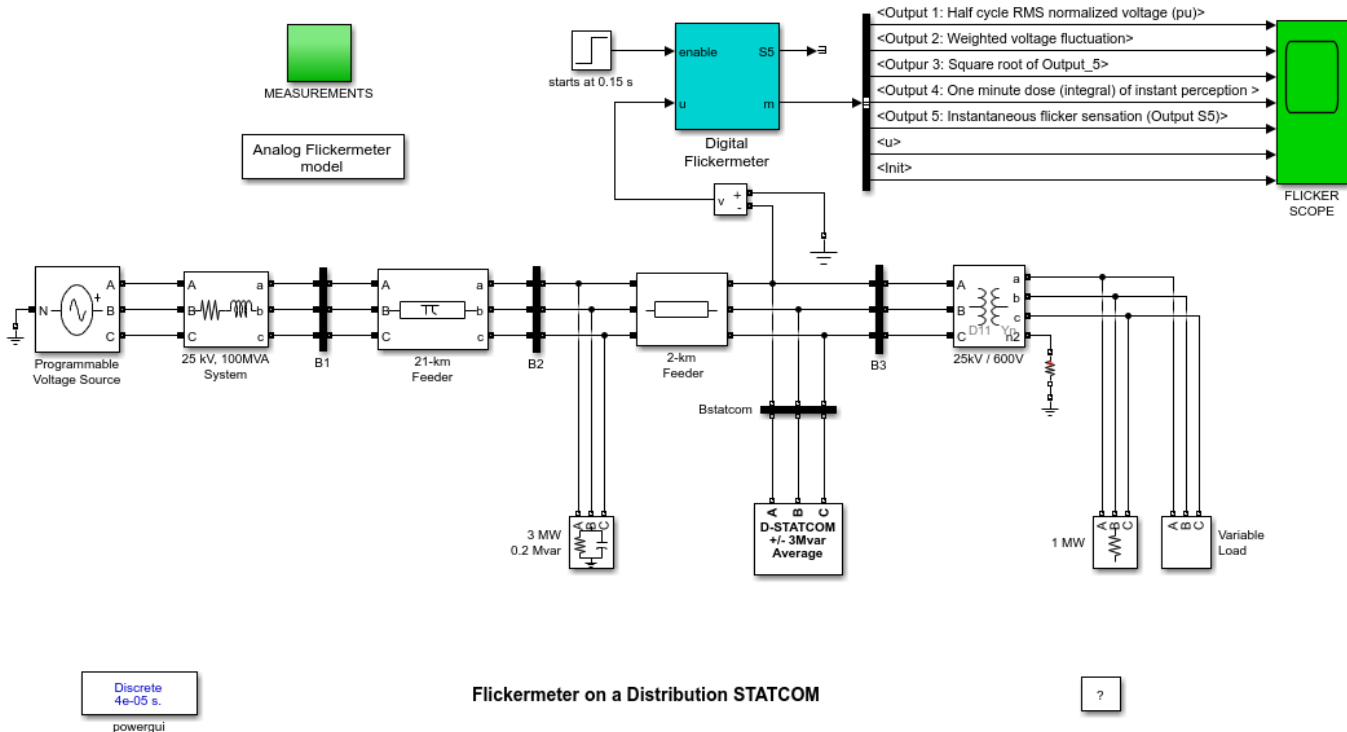 <Output 1: Half cycle RMS normalized voltage (pu)>
<Output 2: Weighted voltage fluctuation>
<Outpur 3: Square root of Output_5>
<Output 4: One minute dose (integral) of instant perception >
<Output 5: Instantaneous flicker sensation (Output S5)>
<u>
<Init>
FLICKER
SCOPE
enable
S5
u
m
Digital
Flickermeter
starts at 0.15 s
MEASUREMENTS
Analog Flickermeter
model
v
+
-
N
+
A
B
C
Programmable
Voltage Source
A
B
C
a
b
c
25 kV, 100MVA
System
B1
A
B
C
a
b
c
21-km
Feeder
B2
2-km
Feeder
B3
A
B
C
a
b
c
n2
D11
Yn
25kV / 600V
Bstatcom
3 MW
0.2 Mvar
A
B
C
A
B
C
D-STATCOM
+/- 3Mvar
Average
1 MW
A
B
C
A
B
C
Variable
Load
Discrete
4e-05 s.
powergui
Flickermeter on a Distribution STATCOM
?